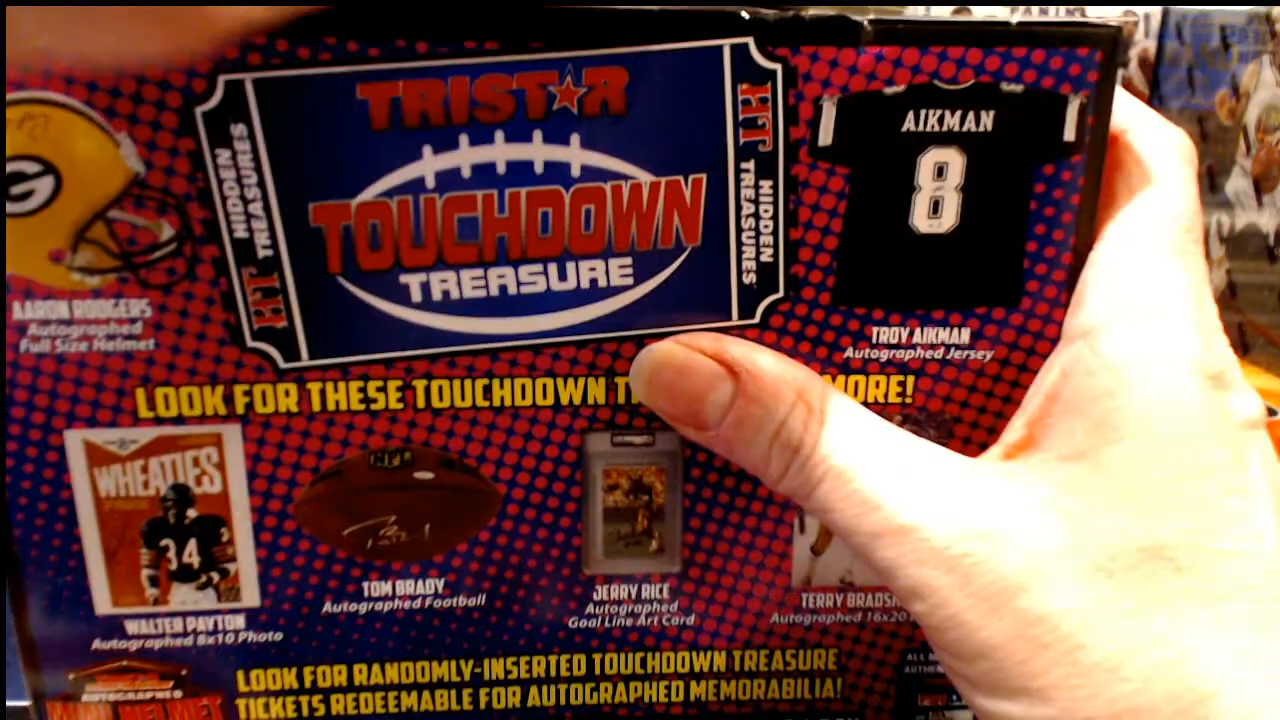 TRISTAR
TOUCHDOWN
TREASURE
HIDDEN
TREASURES
HT
HT
HIDDEN
TREASURES
AIKMAN
8
G
AARON RODGERS
Autographed
Full Size Helmet
TROY AIKMAN
Autographed Jersey
LOOK FOR THESE TOUCHDOWN MORE!
WHEATIES
34
NFL
WALTER PAYTON
Autographed 8x10 Photo
TOM BRADY
Autographed Football
JERRY RICE
Autographed
Goal Line Art Card
TERRY
Autographed 16x20
LOOK FOR RANDOMLY-INSERTED TOUCHDOWN TREASURE
TICKETS REDEEMABLE FOR AUTOGRAPHED MEMORABILIA!
AUTOGRAPHED
HELMET